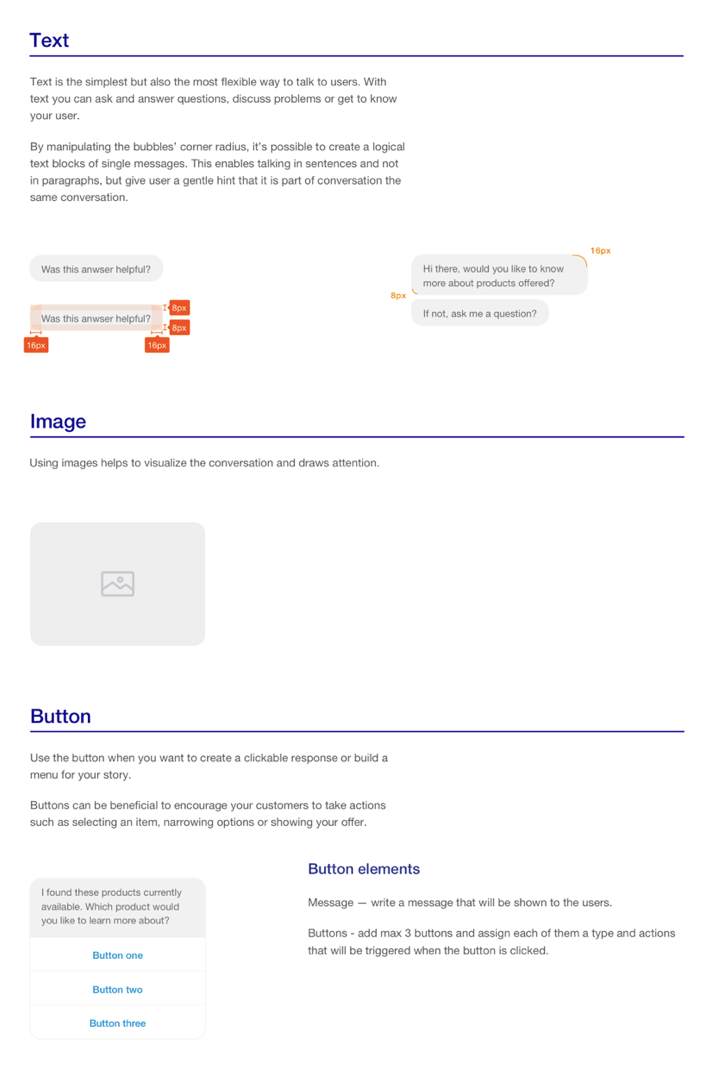 Text
Text is the simplest but also the most flexible way to talk to users. With
text you can ask and answer questions, discuss problems or get to know
your user.
By manipulating the bubbles’ corner radius, it’s possible to create a logical
text blocks of single messages. This enables talking in sentences and not
in paragraphs, but give user a gentle hint that it is part of conversation the
same conversation.
Was this anwser helpful?
Was this anwser helpful?
8px
8px
16px
16px
16px
Hi there, would you like to know
more about products offered?
8px
If not, ask me a question?
Image
Using images helps to visualize the conversation and draws attention.
Button
Use the button when you want to create a clickable response or build a
menu for your story.
Buttons can be beneficial to encourage your customers to take actions
such as selecting an item, narrowing options or showing your offer.
I found these products currently
available. Which product would
you like to learn more about?
Button one
Button two
Button three
Button elements
Message — write a message that will be shown to the users.
Buttons - add max 3 buttons and assign each of them a type and actions
that will be triggered when the button is clicked.